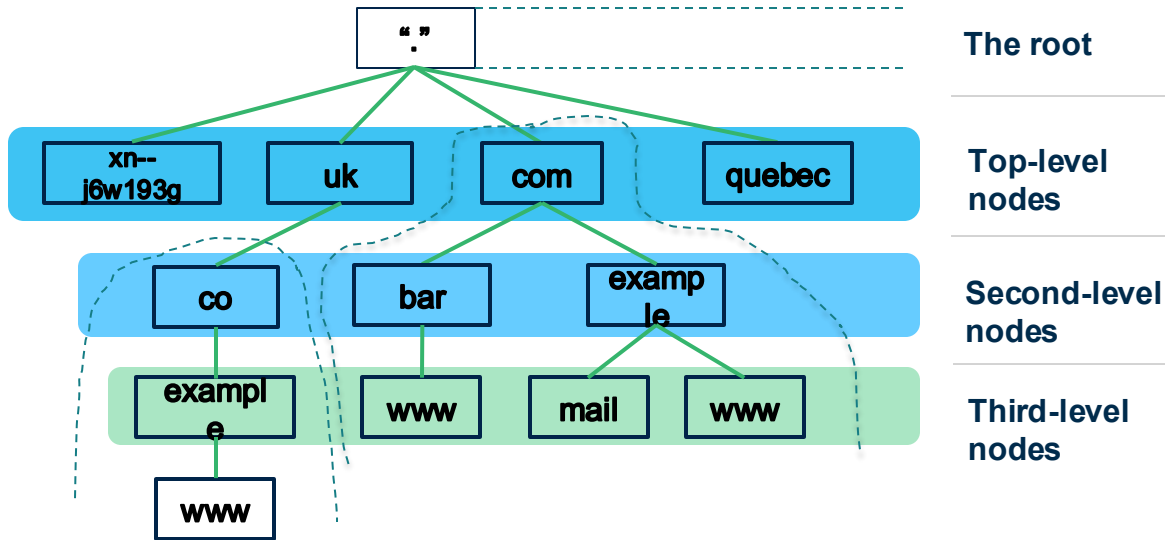 “.”
The root
xn--
j6w193g
uk
com
quebec
Top-level
nodes
co
bar
examp
le
Second-level
nodes
exampl
e
www
mail
www
Third-level
nodes
www